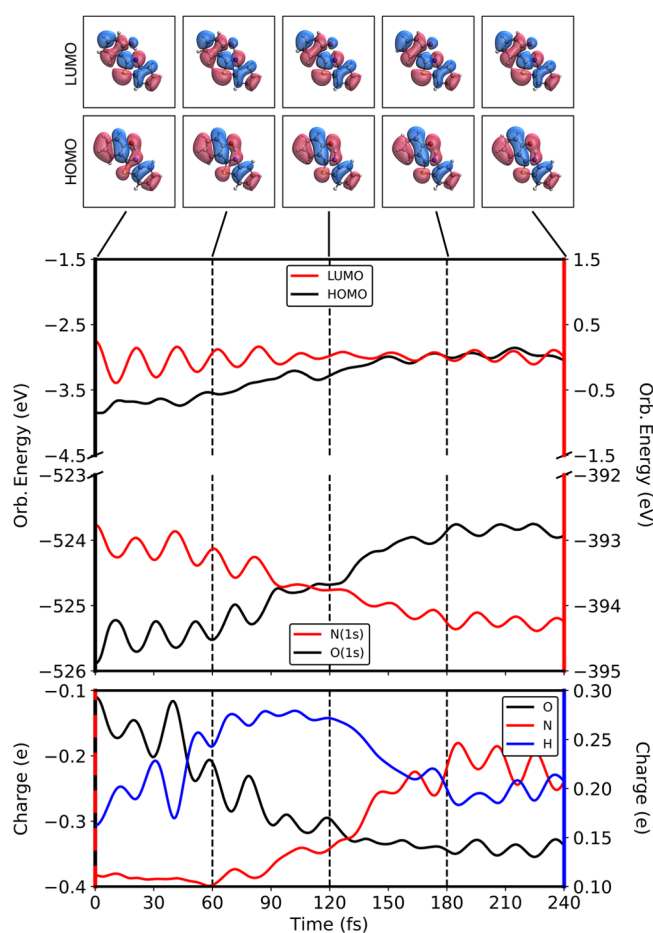 LUMO
HOMO
−1.5 1.5
LUMO
HOMO
−2.5 0.5
−3.5 −0.5
−4.5 −1.5
Orb. Energy (eV)
Orb. Energy (eV)
−523 −392
−524 −393
−525 −394
N(1s)
O(1s)
−526 −395
−0.1 0.30
O
N
H
0.25
−0.2
0.20
−0.3
0.15
−0.4 0.10
Charge (e)
Charge (e)
0 30 60 90 120 150 180 210 240
Time (fs)